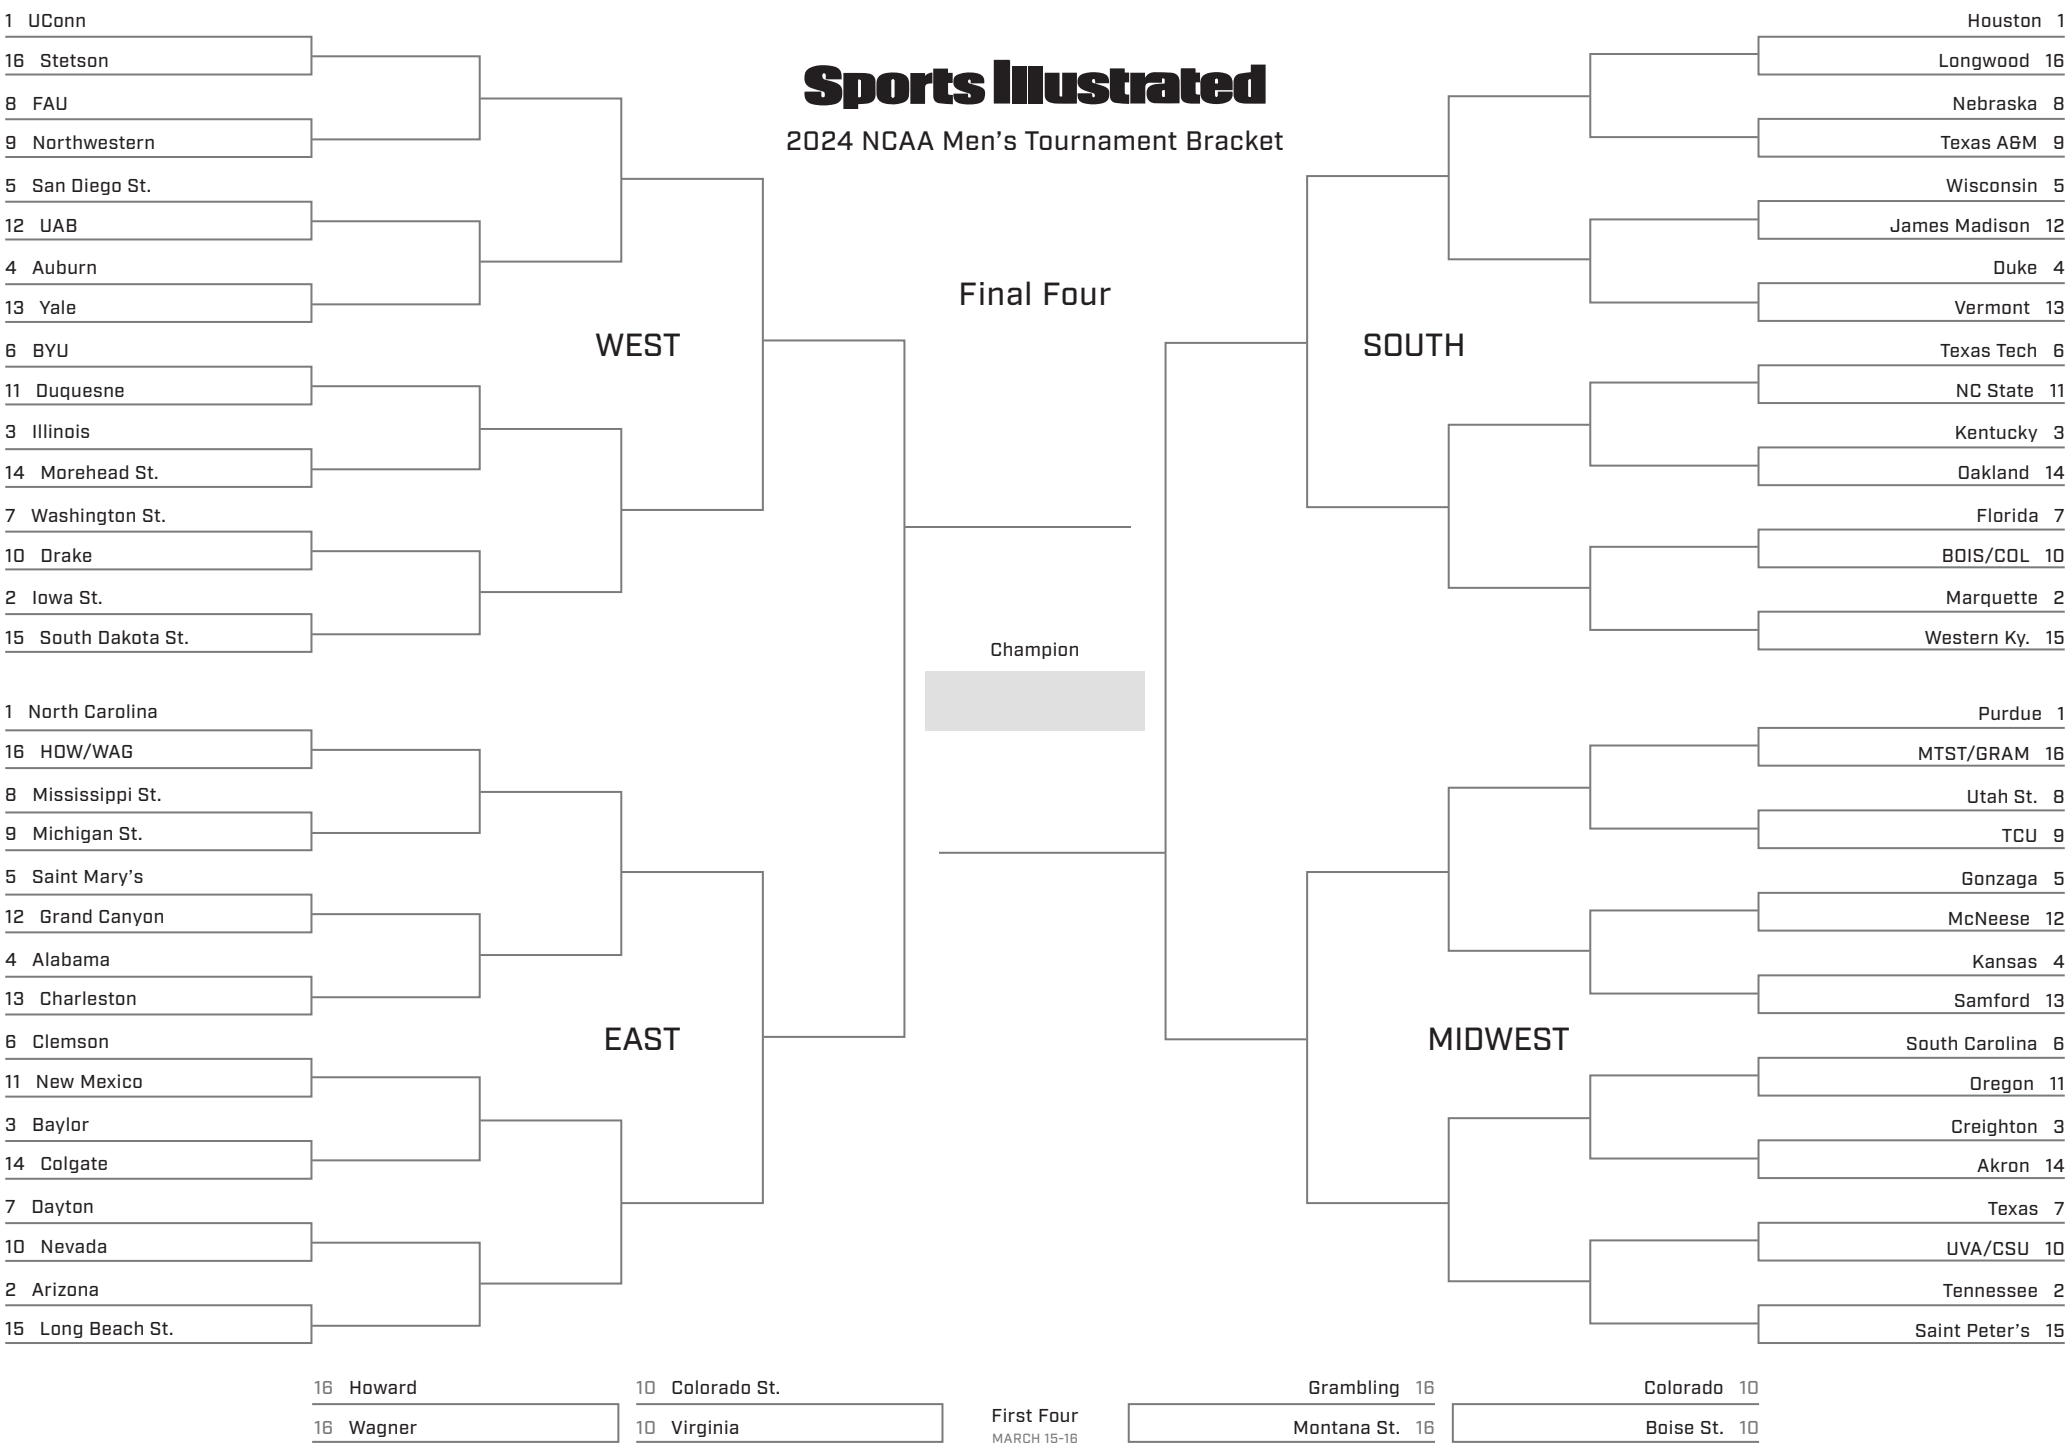 Sports Illustrated
2024 NCAA Men's Tournament Bracket
1 UConn
16 Stetson
8 FAU
9 Northwestern
5 San Diego St.
12 UAB
4 Auburn
13 Yale
6 BYU
11 Duquesne
3 Illinois
14 Morehead St.
7 Washington St.
10 Drake
2 Iowa St.
15 South Dakota St.
WEST
1 North Carolina
16 HOW/WAG
8 Mississippi St.
9 Michigan St.
5 Saint Mary’s
12 Grand Canyon
4 Alabama
13 Charleston
6 Clemson
11 New Mexico
3 Baylor
14 Colgate
7 Dayton
10 Nevada
2 Arizona
15 Long Beach St.
EAST
Final Four
Champion
Houston 1
Longwood 16
Nebraska 8
Texas A&M 9
Wisconsin 5
James Madison 12
Duke 4
Vermont 13
Texas Tech 6
NC State 11
Kentucky 3
Oakland 14
Florida 7
BOIS/COL 10
Marquette 2
Western Ky. 15
SOUTH
Purdue 1
MTST/GRAM 16
Utah St. 8
TCU 9
Gonzaga 5
McNeese 12
Kansas 4
Samford 13
South Carolina 6
Oregon 11
Creighton 3
Akron 14
Texas 7
UVA/CSU 10
Tennessee 2
Saint Peter’s 15
MIDWEST
16 Howard
16 Wagner
10 Colorado St.
10 Virginia
First Four
MARCH 15-16
Grambling 16
Montana St. 16
Colorado 10
Boise St. 10